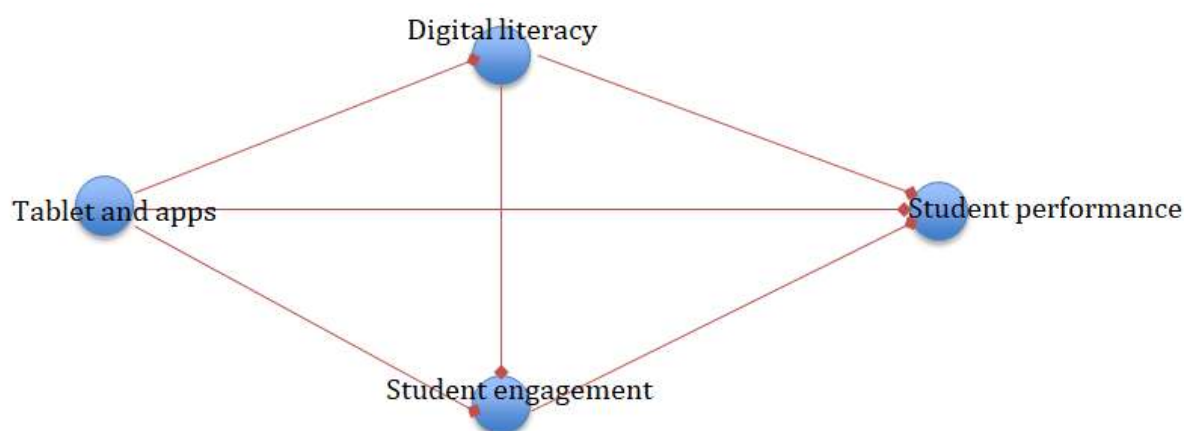 Digital literacy
Tablet and apps
Student performance
Student engagement